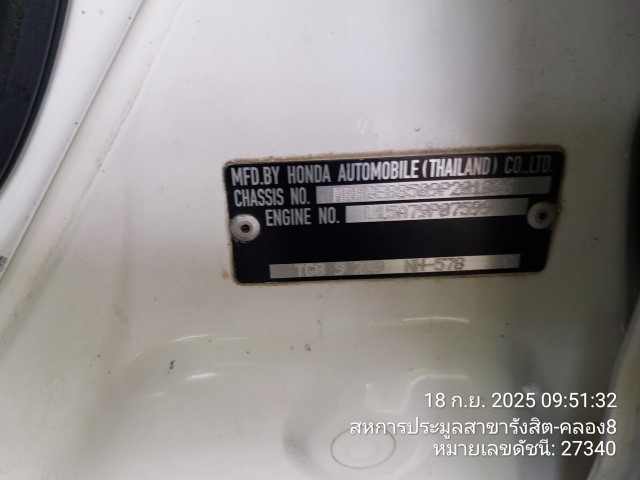 MFD.BY HONDA AUTOMOBILE (THAILAND) CO.,LTD.
CHASSIS NO.
ENGINE NO.
NH-578
18 ก.ย. 2025 09:51:32
สหการประมูลสาขารังสิต-คลอง8
หมายเลขดัชนี: 27340